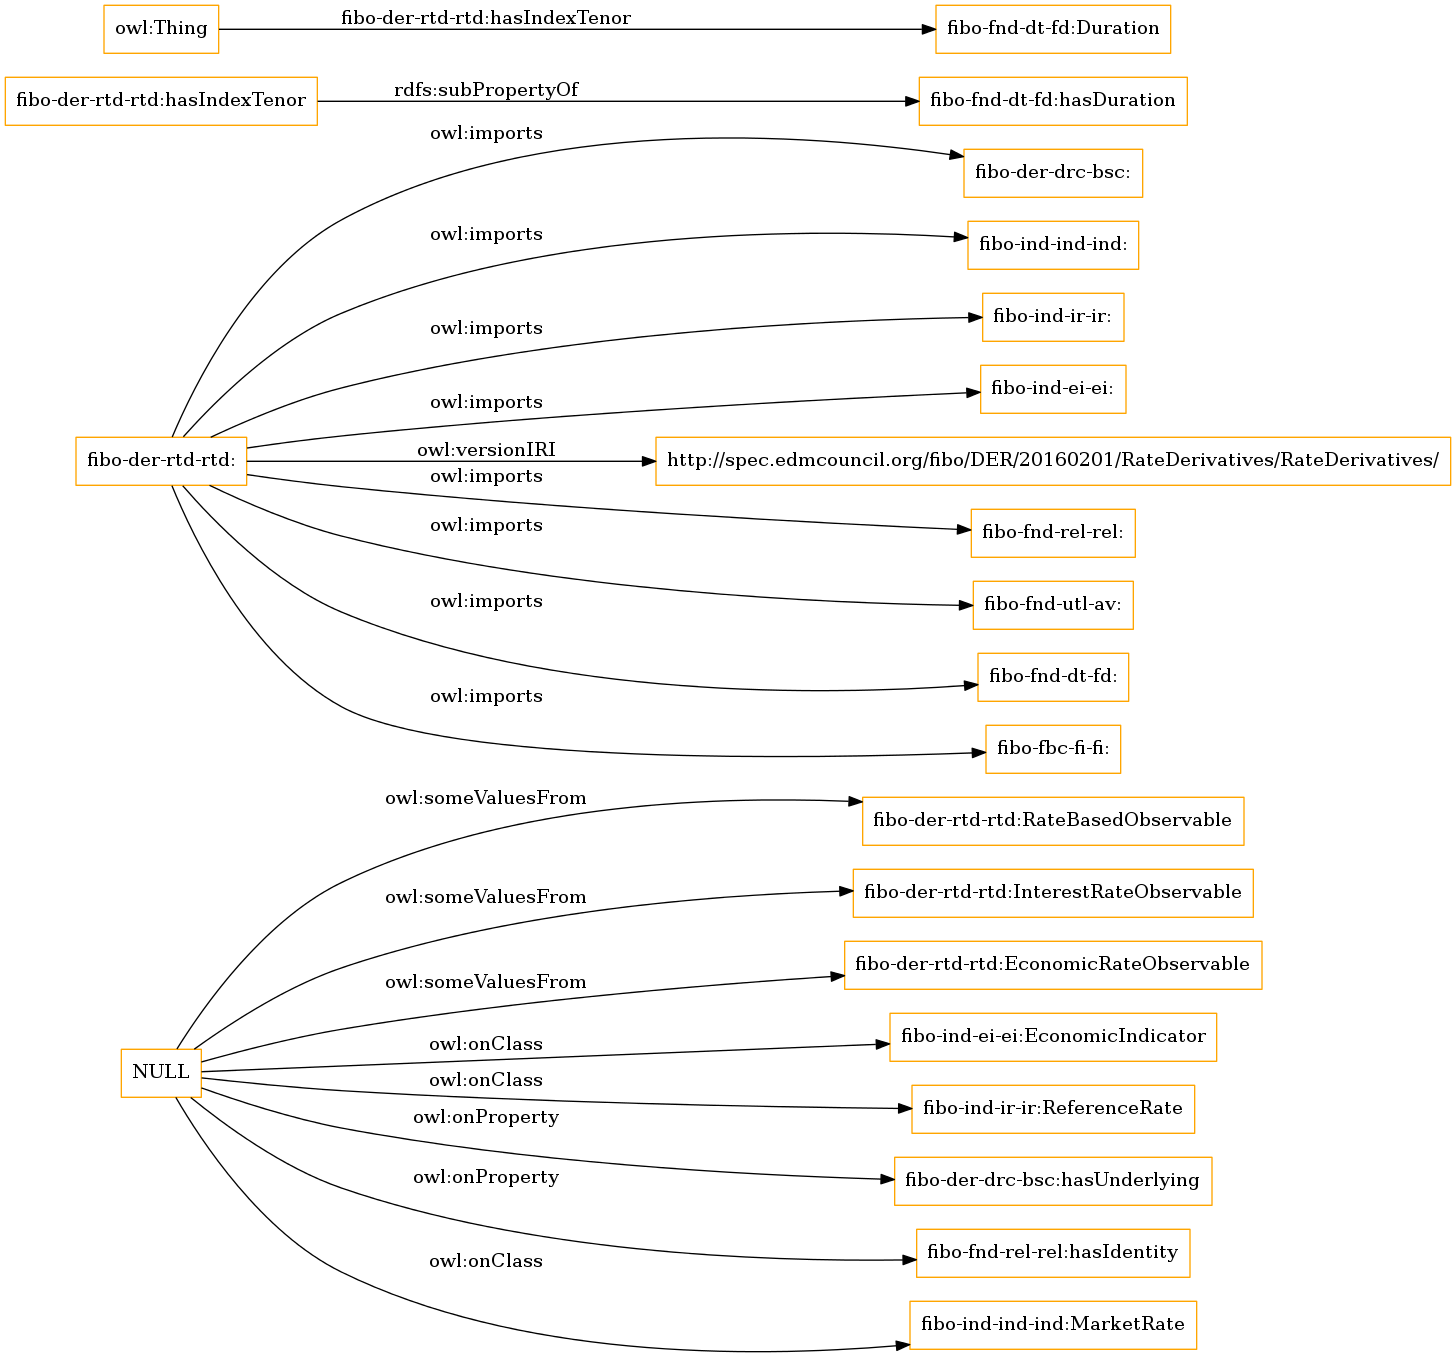 owl:Thing
fibo-der-rtd-rtd:hasIndexTenor
fibo-fnd-dt-fd:Duration
fibo-der-rtd-rtd:hasIndexTenor
rdfs:subPropertyOf
fibo-fnd-dt-fd:hasDuration
fibo-der-rtd-rtd:
owl:imports
fibo-der-drc-bsc:
owl:imports
fibo-ind-ind-ind:
owl:imports
fibo-ind-ir-ir:
owl:imports
fibo-ind-ei-ei:
owl:versionIRI
http://spec.edmcouncil.org/fibo/DER/20160201/RateDerivatives/RateDerivatives/
owl:imports
fibo-fnd-rel-rel:
owl:imports
fibo-fnd-utl-av:
owl:imports
fibo-fnd-dt-fd:
owl:imports
fibo-fbc-fi-fi:
NULL
owl:someValuesFrom
fibo-der-rtd-rtd:RateBasedObservable
owl:someValuesFrom
fibo-der-rtd-rtd:InterestRateObservable
owl:someValuesFrom
fibo-der-rtd-rtd:EconomicRateObservable
owl:onClass
fibo-ind-ei-ei:EconomicIndicator
owl:onClass
fibo-ind-ir-ir:ReferenceRate
owl:onProperty
fibo-der-drc-bsc:hasUnderlying
owl:onProperty
fibo-fnd-rel-rel:hasIdentity
owl:onClass
fibo-ind-ind-ind:MarketRate